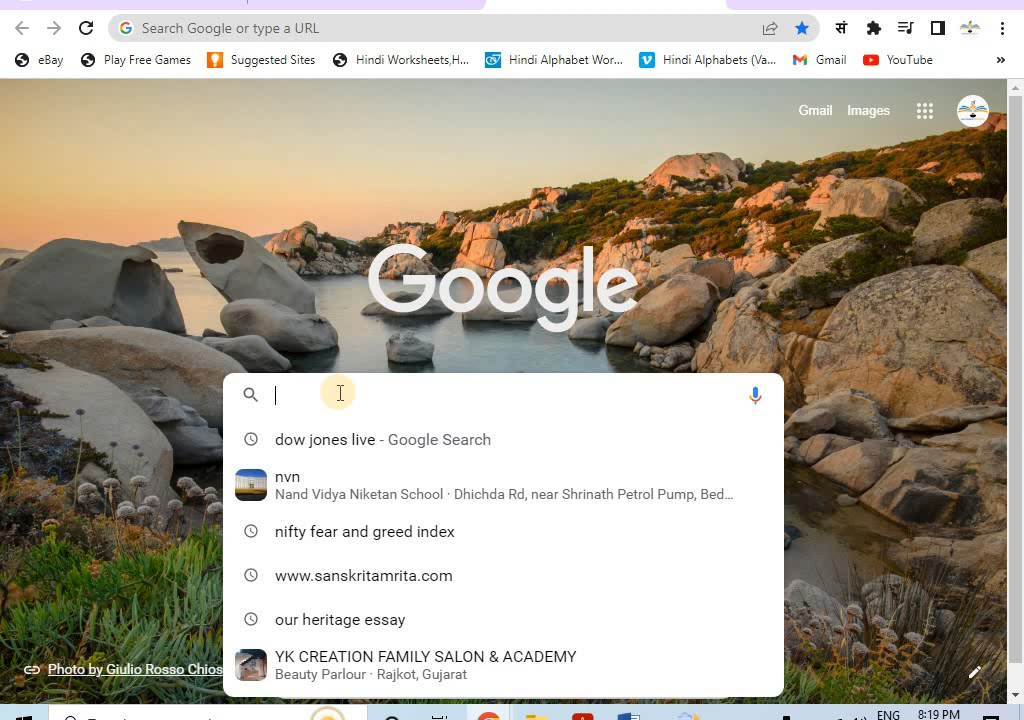 Search Google or type a URL
सं
eBay Play Free Games Suggested Sites Hindi Worksheets,H... Hindi Alphabet Wor... Hindi Alphabets (Va... Gmail YouTube »
Gmail Images
Google
dow jones live - Google Search
nvn
Nand Vidya Niketan School · Dhichda Rd, near Shrinath Petrol Pump, Bed...
nifty fear and greed index
www.sanskritamrita.com
our heritage essay
YK CREATION FAMILY SALON & ACADEMY
Beauty Parlour · Rajkot, Gujarat
Photo by Giulio Rosso Chios
ENG 8:19 PM